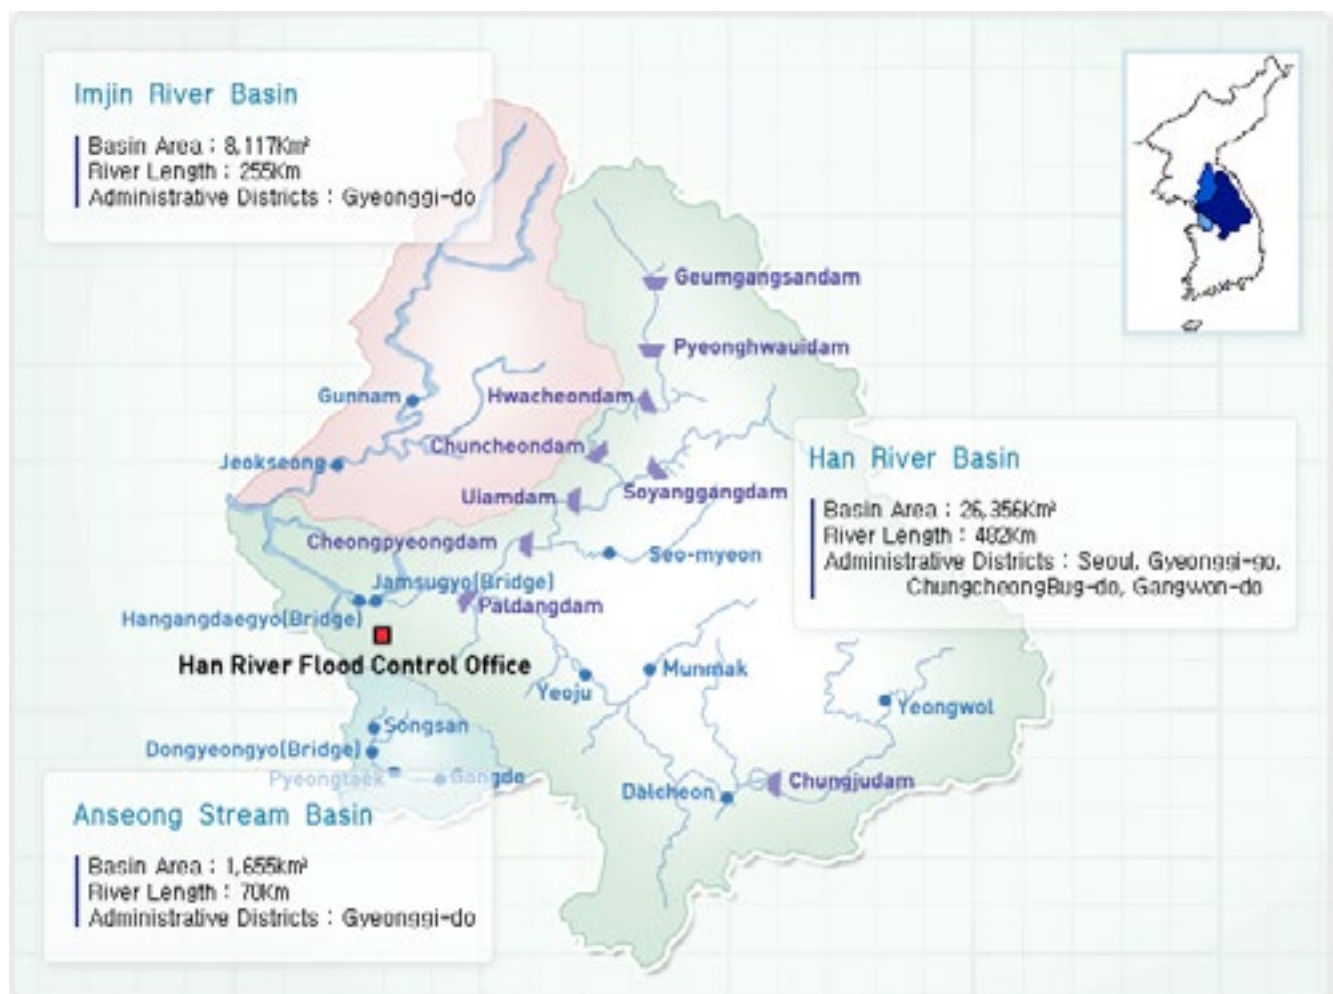 Imjin River Basin
Basin Area : 8,117Km²
River Length : 255Km
Administrative Districts : Gyeonggi-do
Geumgangsandam
Pyeonghwauidam
Gunnam
Hwacheondam
Chuncheondam
Jeokseong
Uiamdam
Soyanggangdam
Cheongpyeongdam
Seo-myeon
Han River Basin
Basin Area : 26,356Km²
River Length : 482Km
Administrative Districts : Seoul, Gyeonggi-go,
ChungcheongBug-do, Gangwon-do
Jamsugyo(Bridge)
Paldangdam
Hangangdaegyo(Bridge)
Han River Flood Control Office
Yeoju
Munmak
Yeongwol
Songsan
Dongyeongyo(Bridge)
Pyeongtaek
Gangdo
Dalcheon
Chungjudam
Anseong Stream Basin
Basin Area : 1,655km²
River Length : 70Km
Administrative Districts : Gyeonggi-do